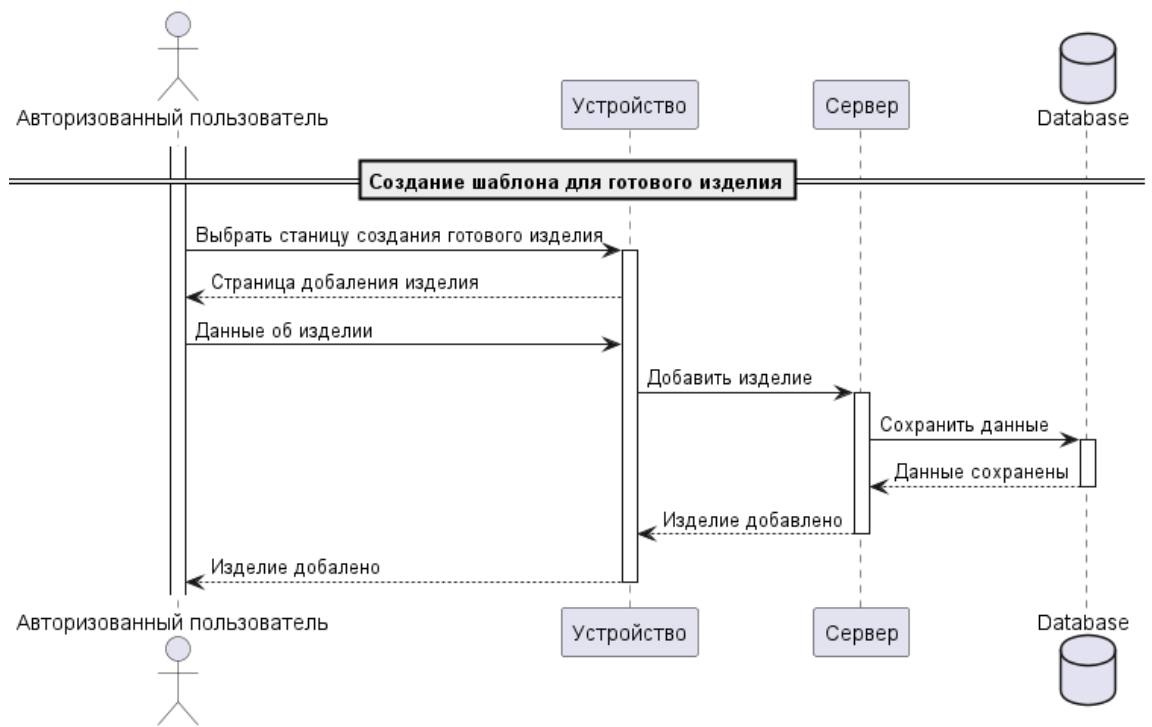 Авторизованный пользователь
Устройство
Сервер
Database
Создание шаблона для готового изделия
Выбрать станицу создания готового изделия
Страница добаления изделия
Данные об изделии
Добавить изделие
Сохранить данные
Данные сохранены
Изделие добавлено
Изделие добалено
Авторизованный пользователь
Устройство
Сервер
Database